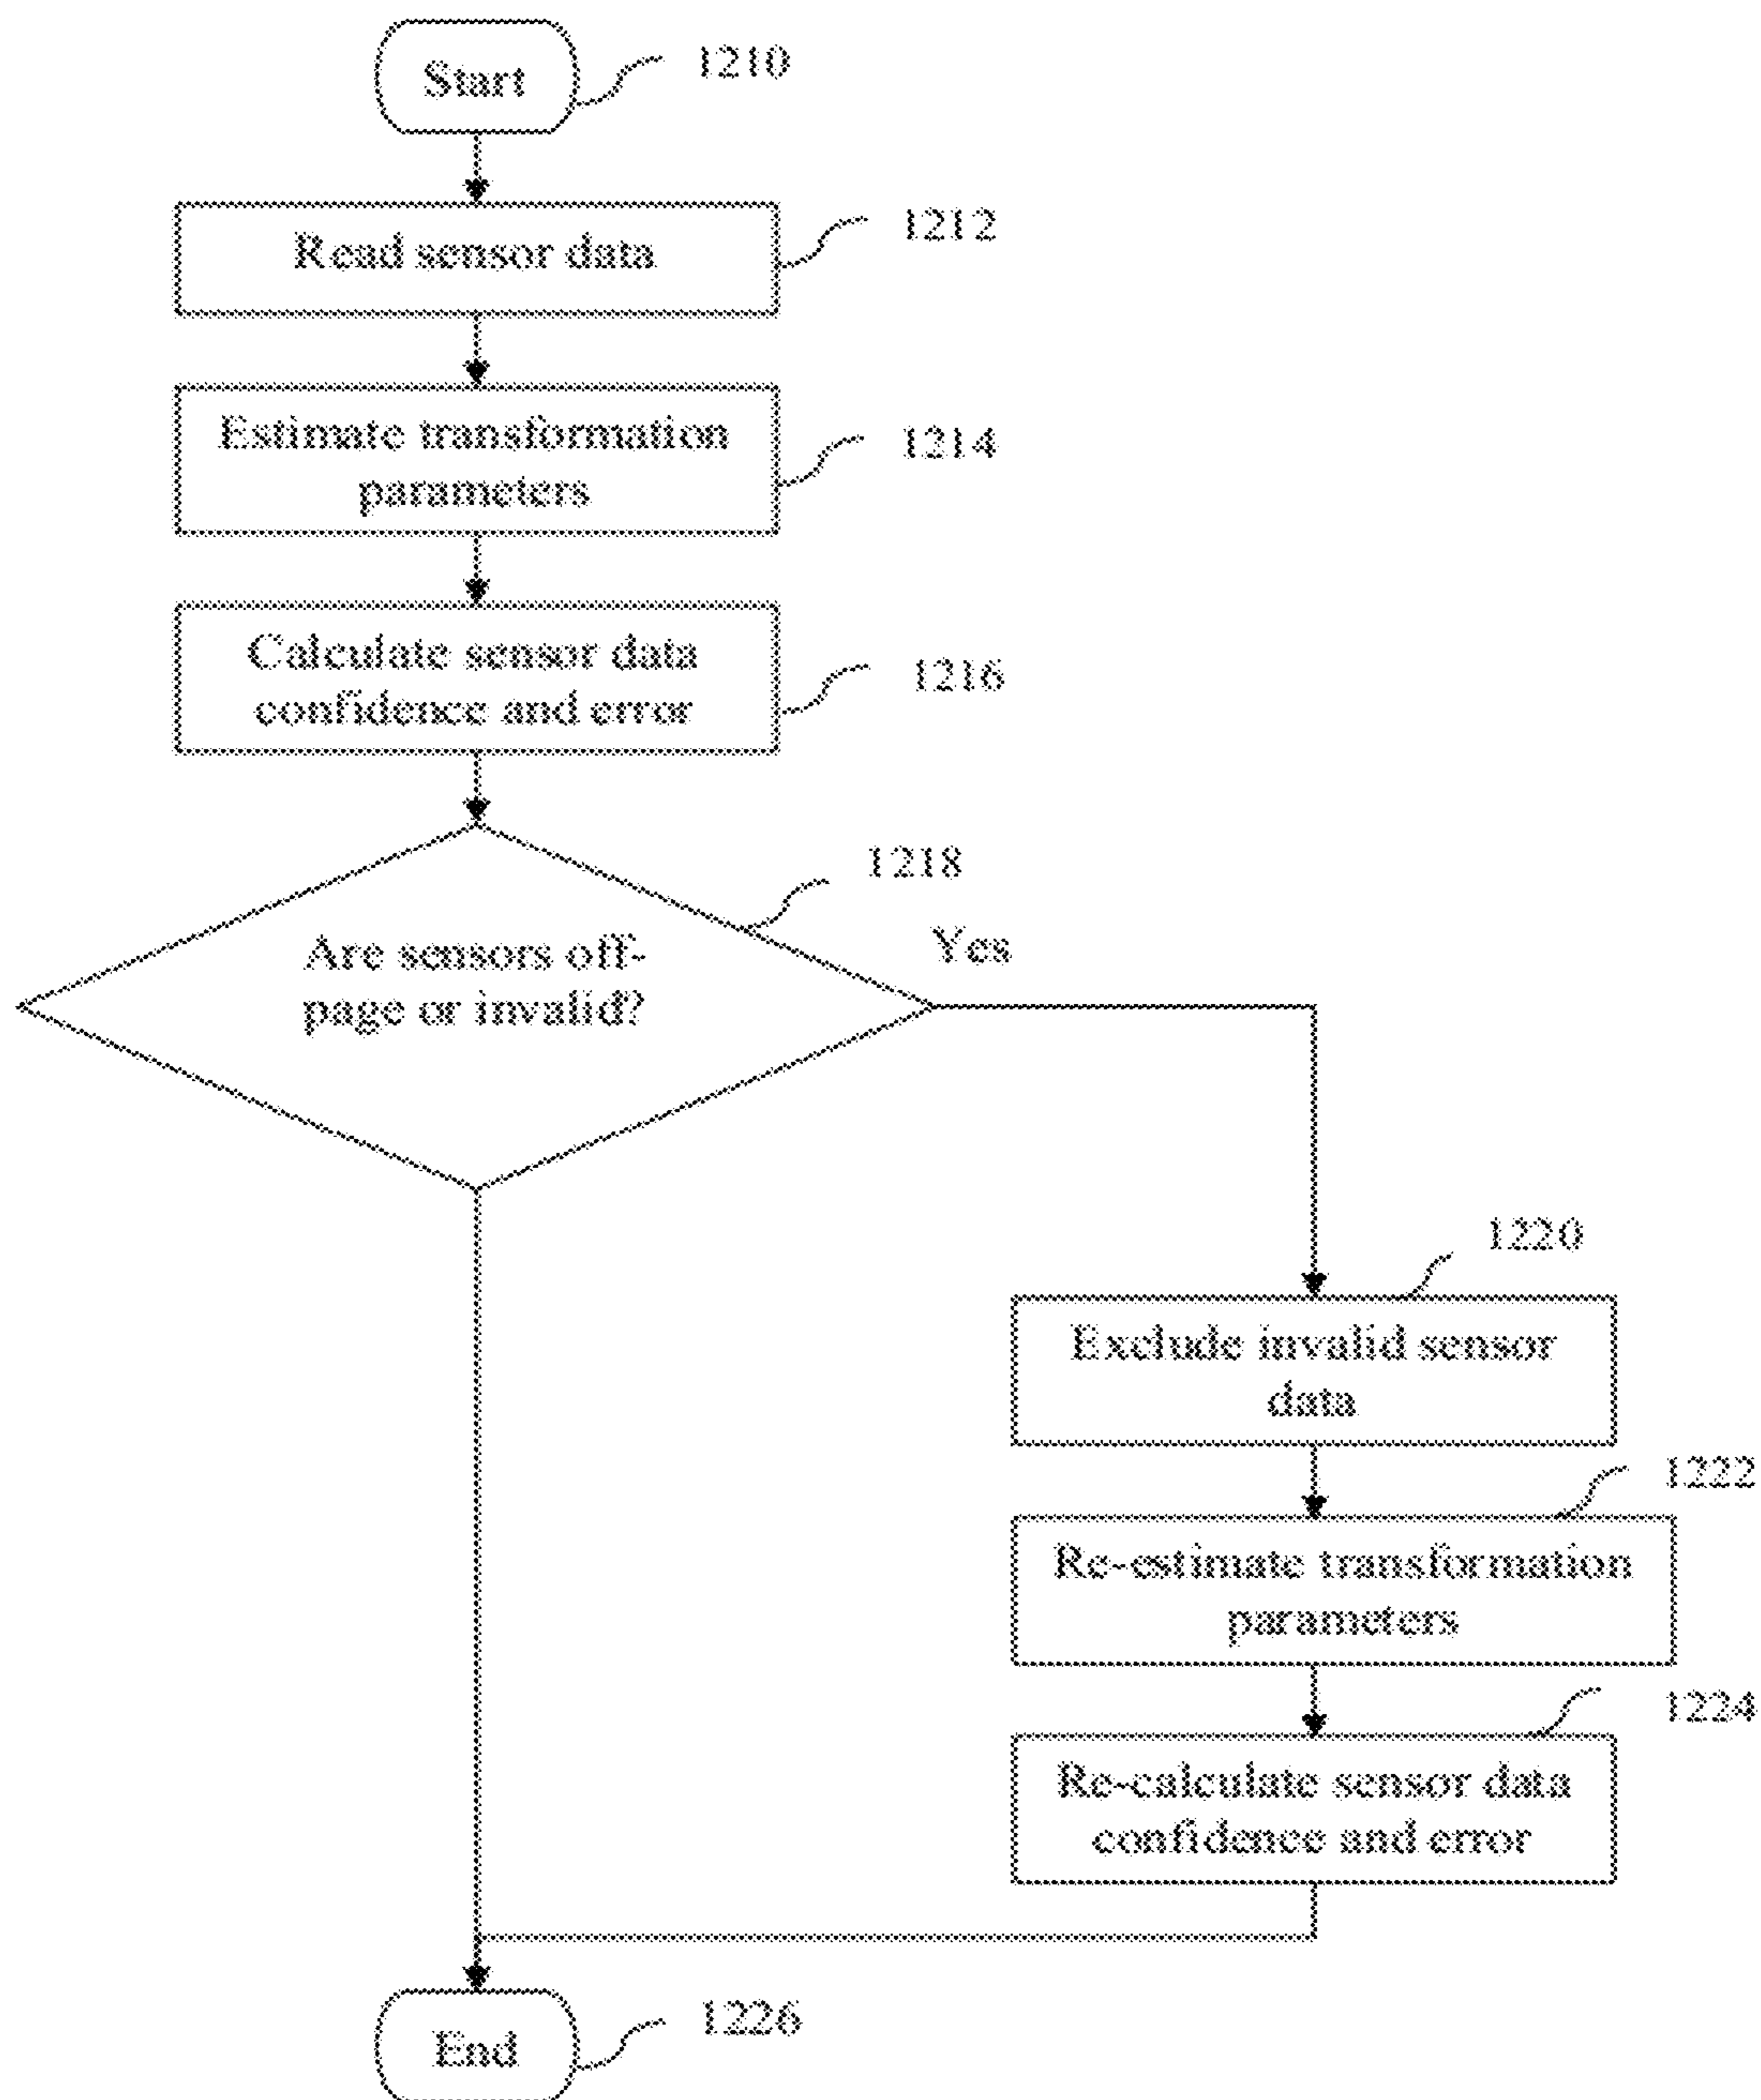 Start
1210
Read sensor data
1212
Estimate transformation
parameters
1214
Calculate sensor data
confidence and error
1216
1218
Are sensors off-
page or invalid?
Yes
1220
Exclude invalid sensor
data
1222
Re-estimate transformation
parameters
1224
Re-calculate sensor data
confidence and error
End
1226